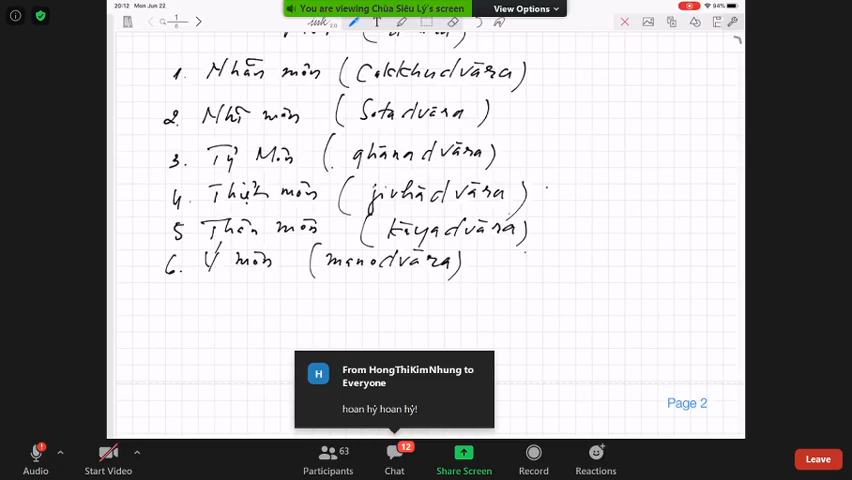 20:12 Mon Jun 22
You are viewing Chùa Siêu Lý's screen
View Options
94%
1
6
1. Nhãn môn (Cakkhudvāra)
2. Nhĩ môn (Sotadvāra)
3. Tỷ Môn (ghānadvāra)
4. Thiệt môn (jivhādvāra)
5 Thân môn (kāyadvāra)
6. Ý môn (manodvāra)
H
From HongThiKimNhung to
Everyone
hoan hỷ hoan hỷ!
Page 2
Audio
Start Video
63
Participants
12
Chat
Share Screen
Record
Reactions
Leave